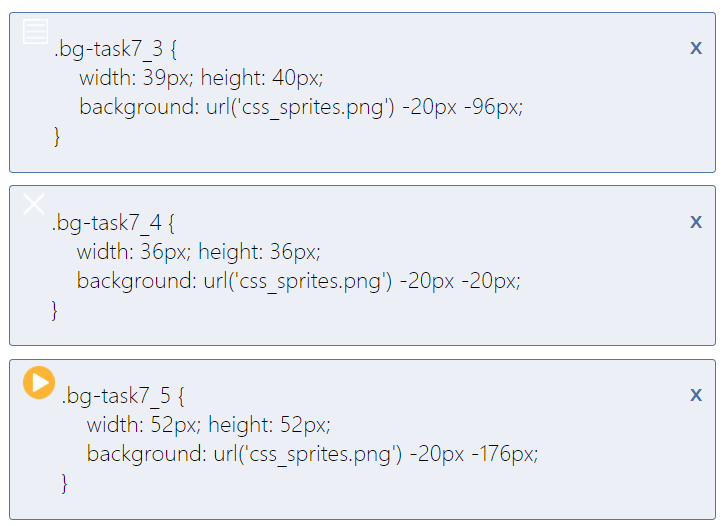 .bg-task7_3 {
X
width: 39px; height: 40px;
background: url('css_sprites.png') -20px -96px;
}
.bg-task7_4 {
X
width: 36px; height: 36px;
background: url('css_sprites.png') -20px -20px;
}
.bg-task7_5 {
X
width: 52px; height: 52px;
background: url('css_sprites.png') -20px -176px;
}